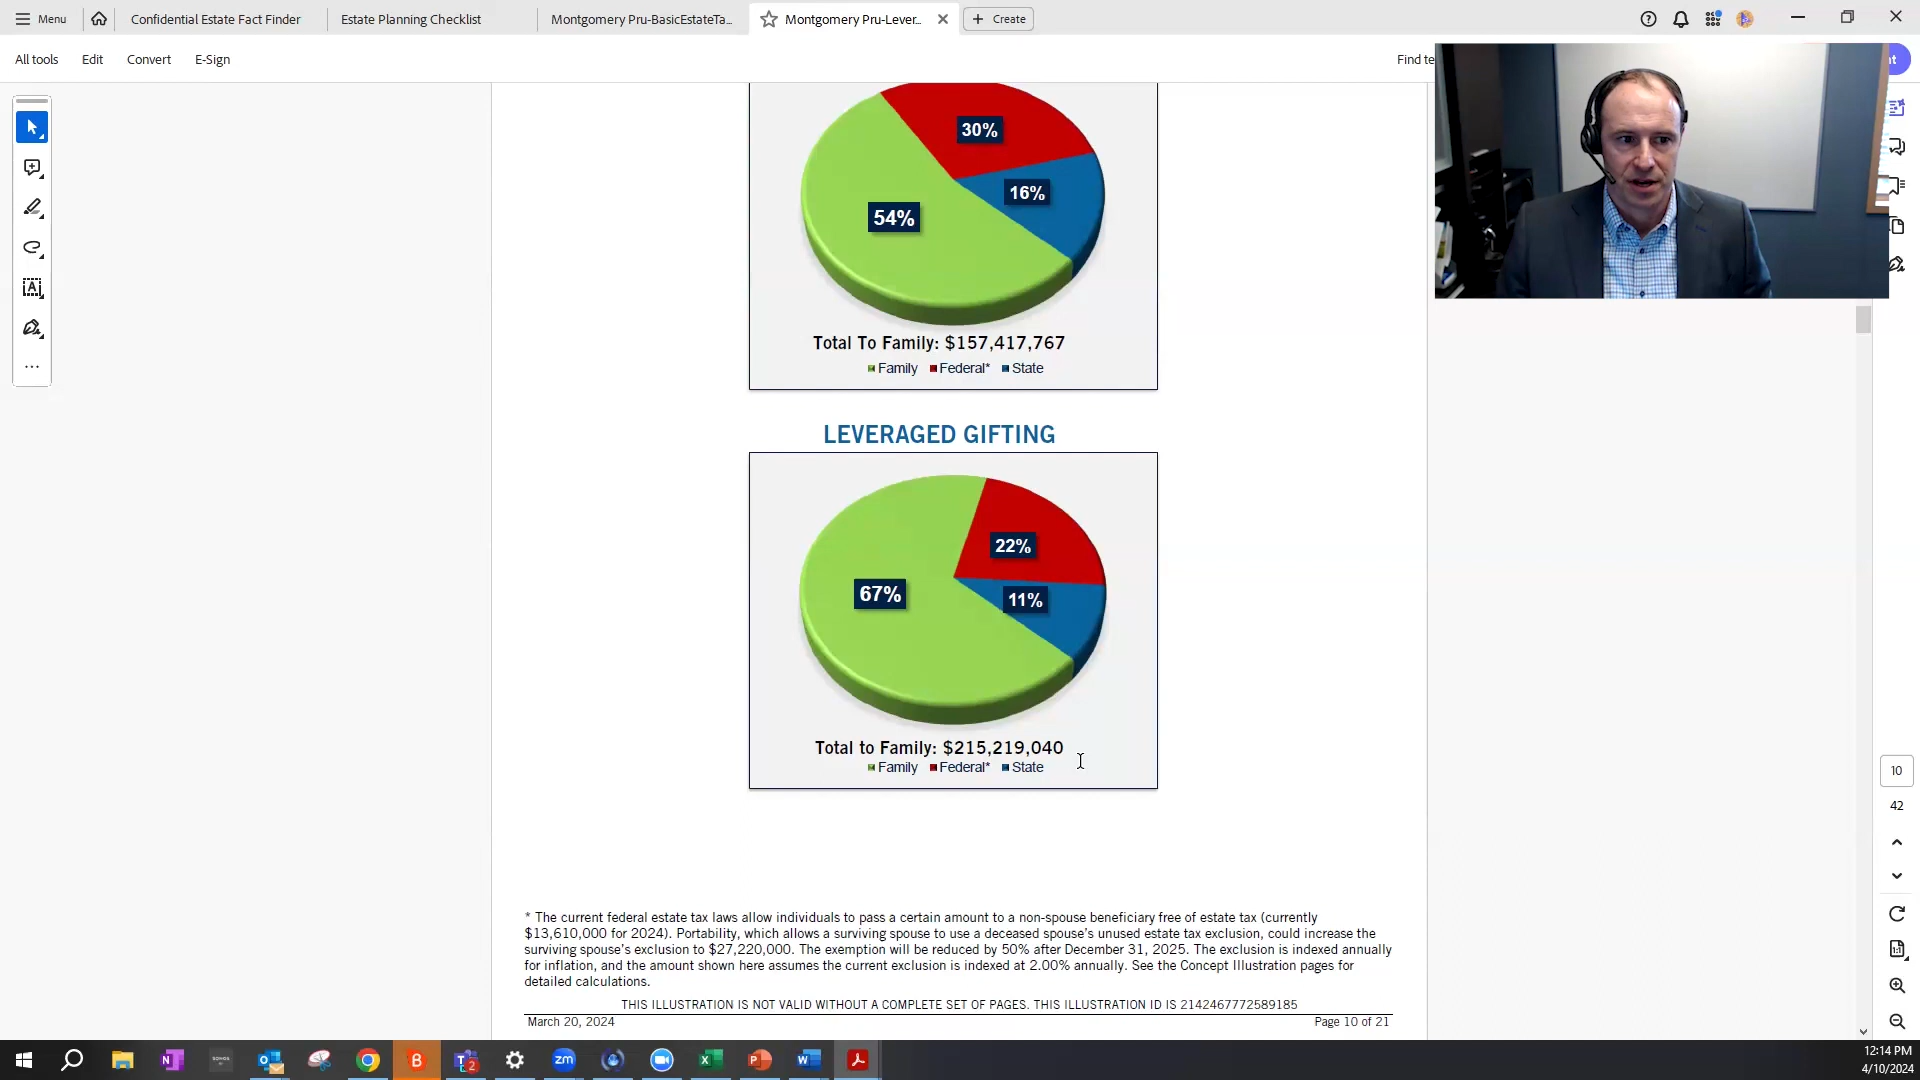 Menu
Confidential Estate Fact Finder
Estate Planning Checklist
Montgomery Pru-BasicEstateTa...
Montgomery Pru-Lever...
Create
All tools
Edit
Convert
E-Sign
Find te
nt
30%
16%
54%
Total To Family: $157,417,767
Family Federal* State
LEVERAGED GIFTING
22%
67%
11%
Total to Family: $215,219,040
Family Federal* State
10
42
* The current federal estate tax laws allow individuals to pass a certain amount to a non-spouse beneficiary free of estate tax (currently
$13,610,000 for 2024). Portability, which allows a surviving spouse to use a deceased spouse's unused estate tax exclusion, could increase the
surviving spouse's exclusion to $27,220,000. The exemption will be reduced by 50% after December 31, 2025. The exclusion is indexed annually
for inflation, and the amount shown here assumes the current exclusion is indexed at 2.00% annually. See the Concept Illustration pages for
detailed calculations.
THIS ILLUSTRATION IS NOT VALID WITHOUT A COMPLETE SET OF PAGES. THIS ILLUSTRATION ID IS 2142467772589185
March 20, 2024
Page 10 of 21
SONOS
zm
2
12:14 PM
4/10/2024